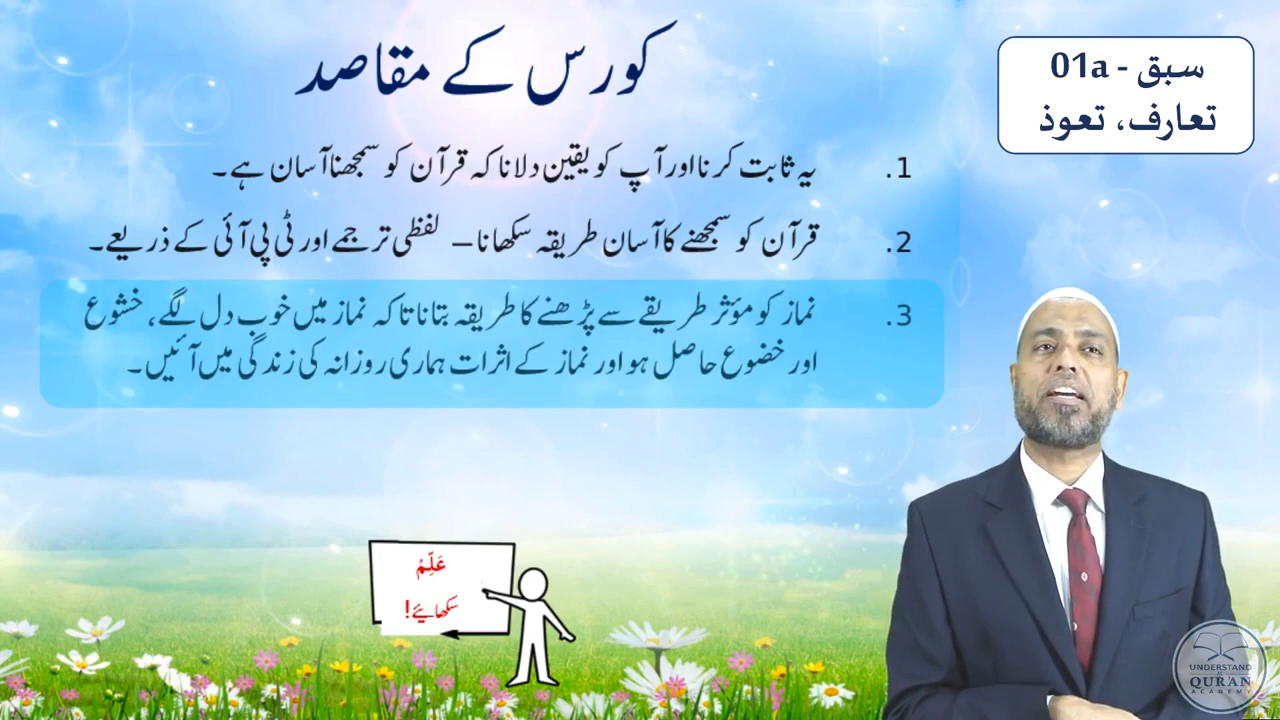 کورس کے مقاصد
سبق - 01a
تعارف، تعوذ
1. یہ ثابت کرنا اور آپ کو یقین دلانا کہ قرآن کو سمجھنا آسان ہے۔
2. قرآن کو سمجھنے کا آسان طریقہ سکھانا – لفظی ترجمے اور ٹی پی آئی کے ذریعے۔
3. نماز کو مؤثر طریقے سے پڑھنے کا طریقہ بتانا تاکہ نماز میں خوب دل لگے، خشوع
اور خضوع حاصل ہو اور نماز کے اثرات ہماری روزانہ کی زندگی میں آئیں۔
عَلِّمْ
سکھایئے!
UNDERSTAND
QURAN
ACADEMY